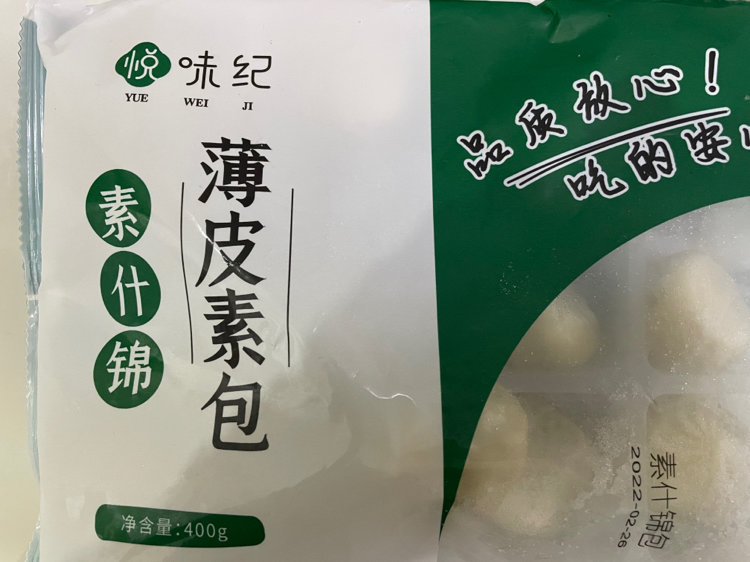 悦味纪
YUE WEI JI
薄皮素包
素什锦
净含量:400g
品质放心!
吃的安
素什锦包
2022-02-26